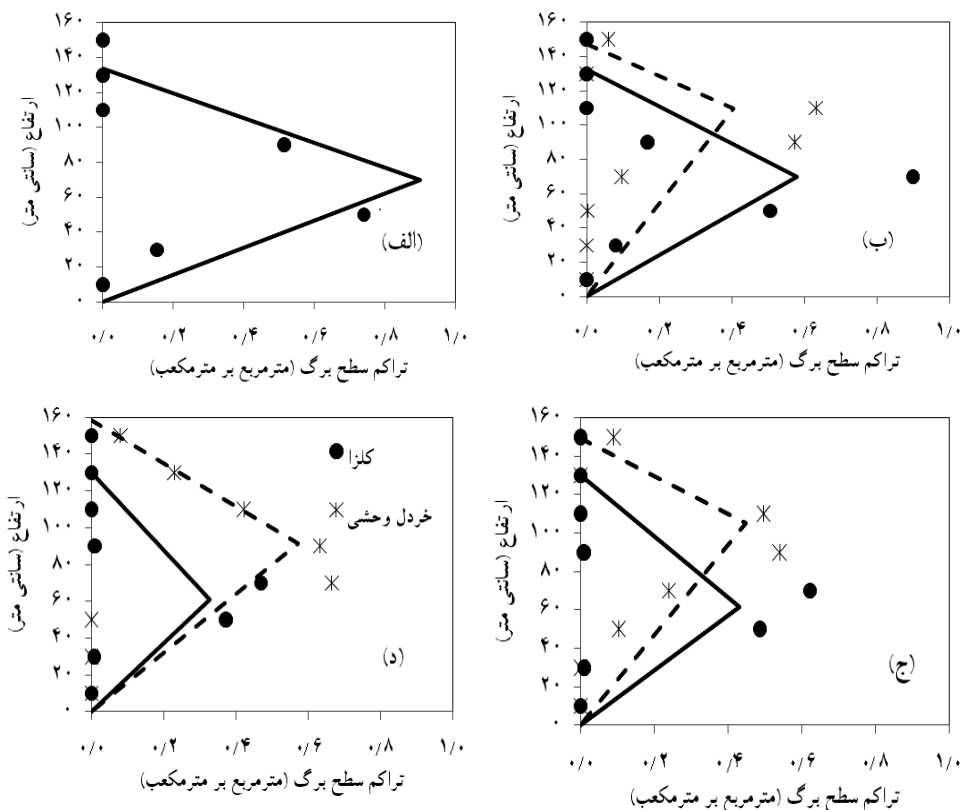 ۱۶۰
۱۴۰
۱۲۰
۱۰۰
۸۰
۶۰
۴۰
۲۰
۰
ارتفاع (سانتی متر)
(الف)
۰/۰ ۰/۲ ۰/۴ ۰/۶ ۰/۸ ۱/۰
تراکم سطح برگ (مترمربع بر مترمکعب)
۱۶۰
۱۴۰
۱۲۰
۱۰۰
۸۰
۶۰
۴۰
۲۰
۰
ارتفاع (سانتی متر)
(ب)
۰/۰ ۰/۲ ۰/۴ ۰/۶ ۰/۸ ۱/۰
تراکم سطح برگ (مترمربع بر مترمکعب)
۱۶۰
۱۴۰
۱۲۰
۱۰۰
۸۰
۶۰
۴۰
۲۰
۰
ارتفاع (سانتی متر)
کلزا
خردل وحشی
(د)
۰/۰ ۰/۲ ۰/۴ ۰/۶ ۰/۸ ۱/۰
تراکم سطح برگ (مترمربع بر مترمکعب)
۱۶۰
۱۴۰
۱۲۰
۱۰۰
۸۰
۶۰
۴۰
۲۰
۰
ارتفاع (سانتی متر)
(ج)
۰/۰ ۰/۲ ۰/۴ ۰/۶ ۰/۸ ۱/۰
تراکم سطح برگ (مترمربع بر مترمکعب)